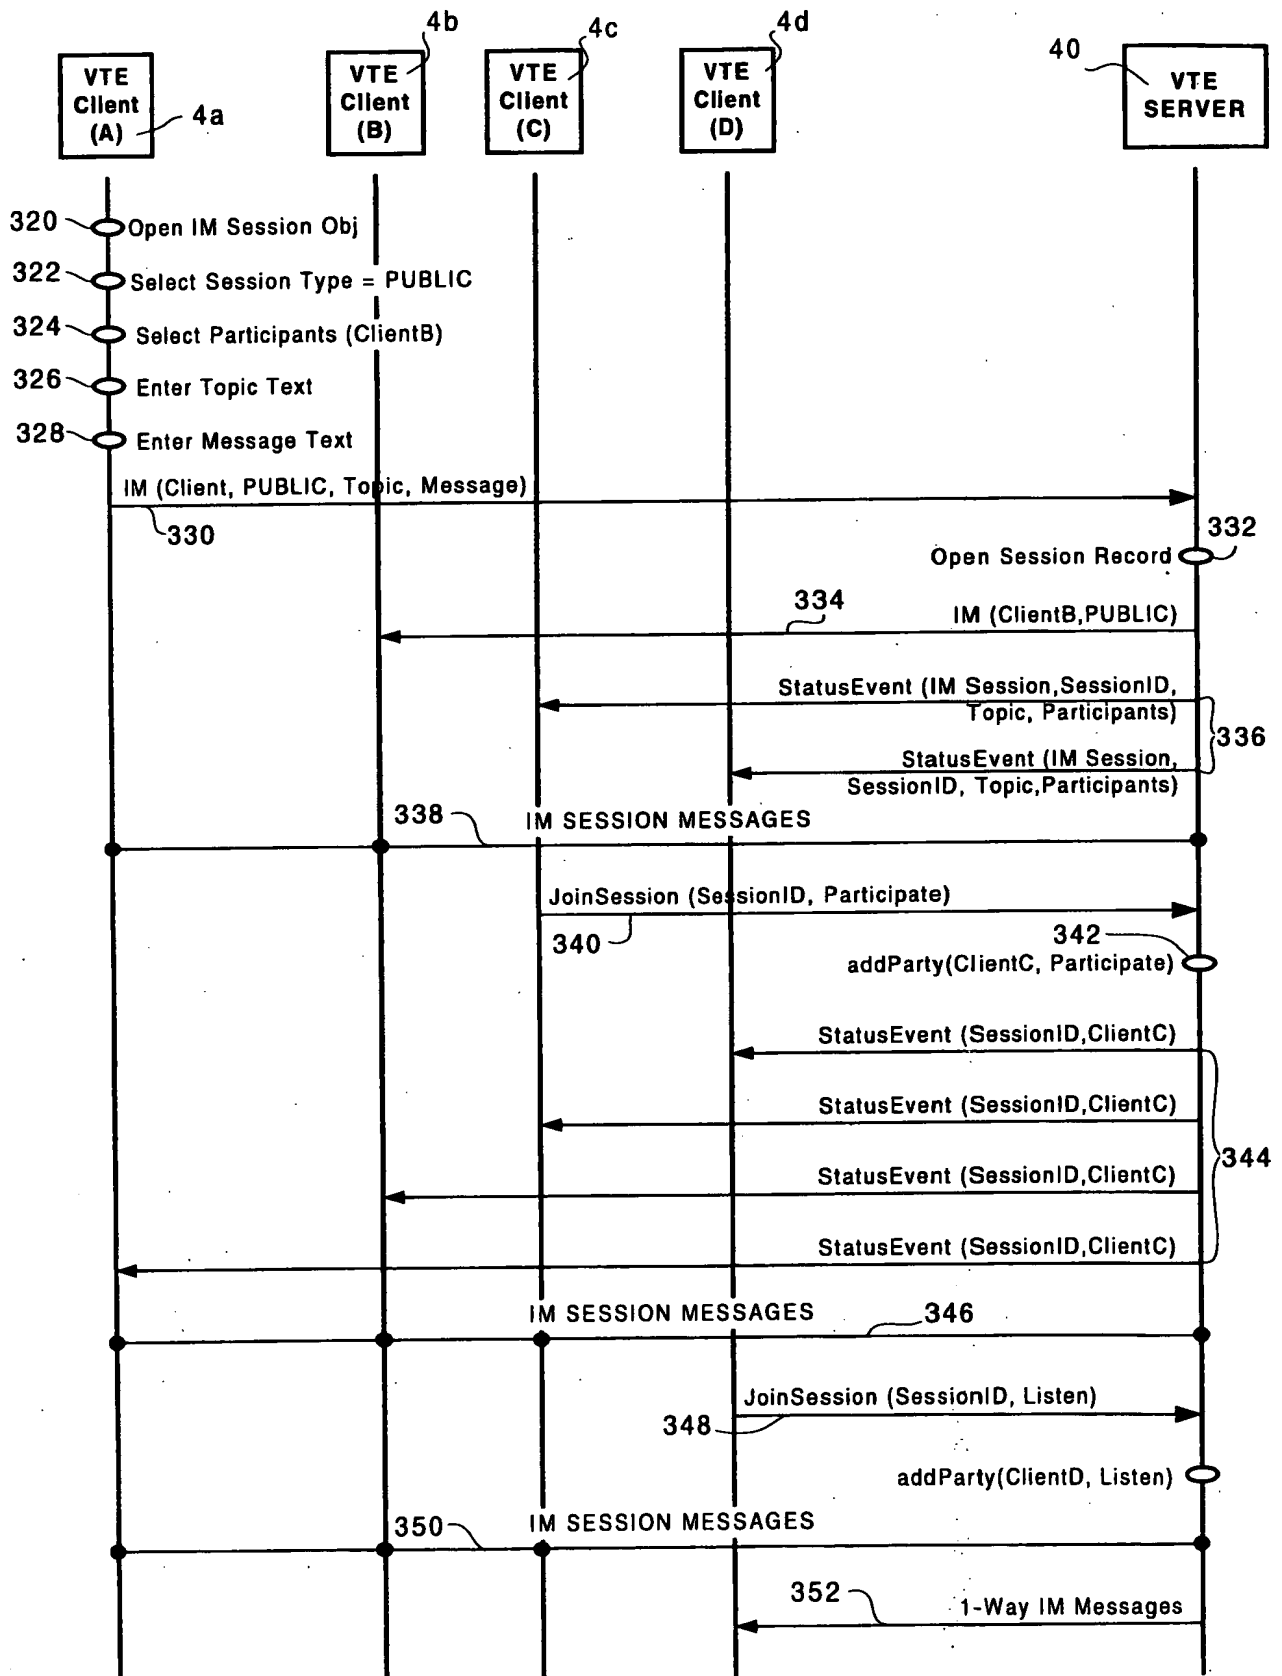 4b
4c
4d
40
VTE
Client
(A)
4a
VTE
Client
(B)
VTE
Client
(C)
VTE
Client
(D)
VTE
SERVER
320
Open IM Session Obj
322
Select Session Type = PUBLIC
324
Select Participants (ClientB)
326
Enter Topic Text
328
Enter Message Text
IM (Client, PUBLIC, Topic, Message)
330
332
Open Session Record
334
IM (ClientB,PUBLIC)
StatusEvent (IM Session,SessionID,
Topic, Participants)
336
StatusEvent (IM Session,
SessionID, Topic,Participants)
338
IM SESSION MESSAGES
JoinSession (SessionID, Participate)
340
342
addParty(ClientC, Participate)
StatusEvent (SessionID,ClientC)
StatusEvent (SessionID,ClientC)
344
StatusEvent (SessionID,ClientC)
StatusEvent (SessionID,ClientC)
IM SESSION MESSAGES
346
JoinSession (SessionID, Listen)
348
addParty(ClientD, Listen)
350
IM SESSION MESSAGES
352
1-Way IM Messages